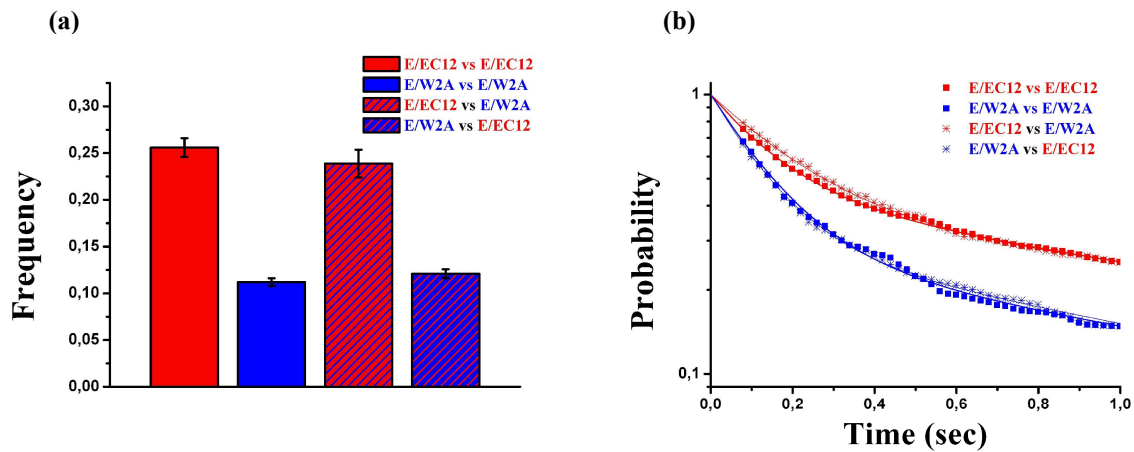 (a)
E/EC12 vs E/EC12
E/W2A vs E/W2A
E/EC12 vs E/W2A
E/W2A vs E/EC12
0,30
0,25
0,20
0,15
0,10
0,05
0,00
Frequency
(b)
E/EC12 vs E/EC12
E/W2A vs E/W2A
E/EC12 vs E/W2A
E/W2A vs E/EC12
1
0,1
Probability
0,0 0,2 0,4 0,6 0,8 1,0
Time (sec)